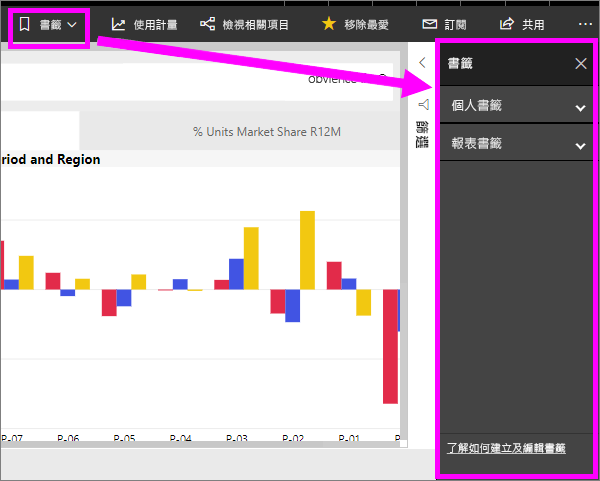 書籤
使用計量
檢視相關項目
移除最愛
訂閱
共用
...
obvience
% Units Market Share R12M
riod and Region
P-07
P-06
P-05
P-04
P-03
P-02
P-01
P
篩選
書籤
個人書籤
報表書籤
了解如何建立及編輯書籤